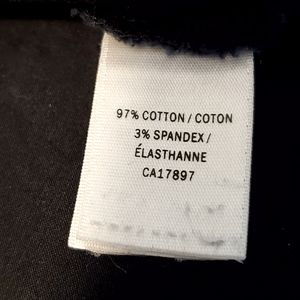 97% COTTON / COTON
3% SPANDEX /
ÉLASTHANNE
CA17897